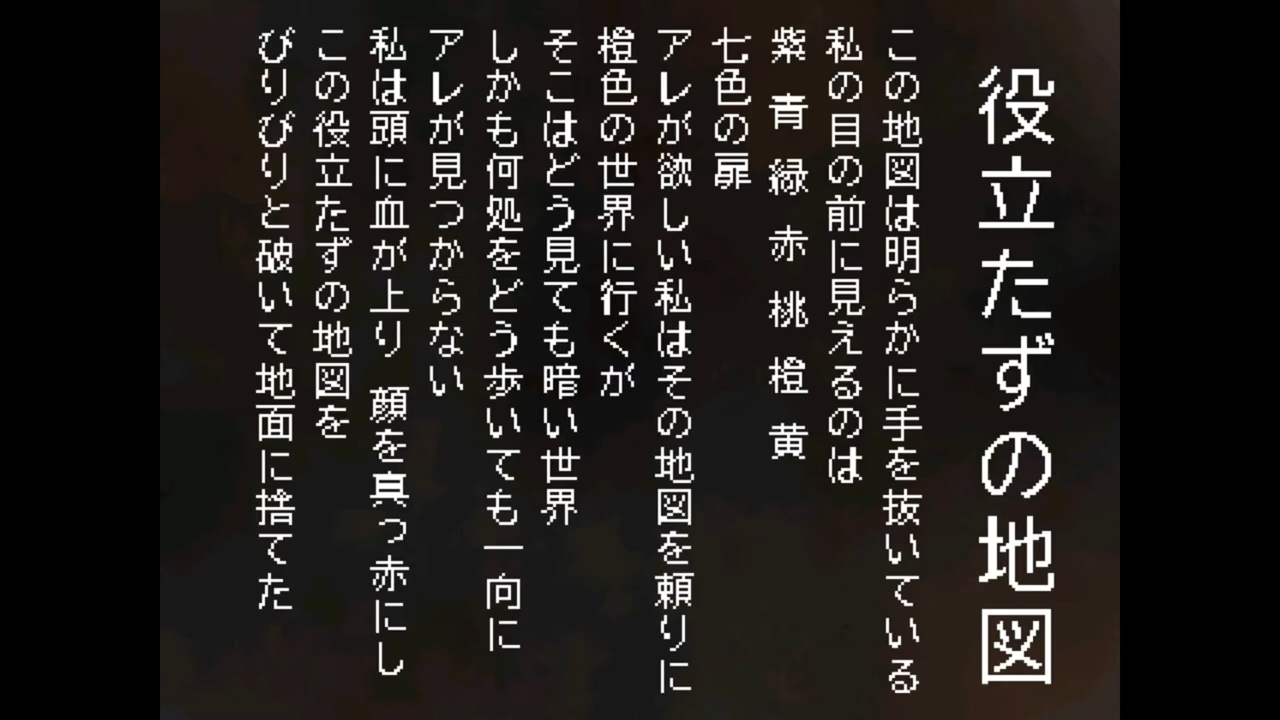 役立たずの地図
この地図は明らかに手を抜いている
私の目の前に見えるのは
紫 青 緑 赤 桃 橙 黄
七色の扉
アレが欲しい私はその地図を頼りに
橙色の世界に行くが
そこはどう見ても暗い世界
しかも何処をどう歩いても一向に
アレが見つからない
私は頭に血が上り 顔を真っ赤にし
この役立たずの地図を
びりびりと破いて地面に捨てた